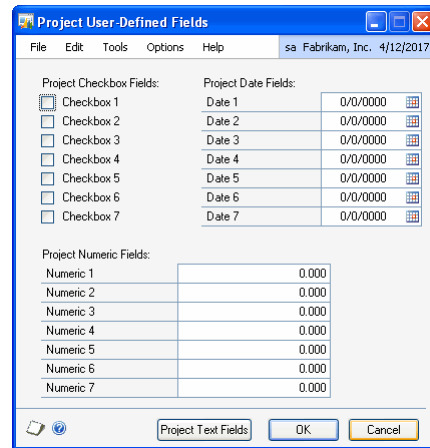 Project User-Defined Fields
File Edit Tools Options Help sa Fabrikam, Inc. 4/12/2017
Project Checkbox Fields: Project Date Fields:
Checkbox 1 Date 1 0/0/0000
Checkbox 2 Date 2 0/0/0000
Checkbox 3 Date 3 0/0/0000
Checkbox 4 Date 4 0/0/0000
Checkbox 5 Date 5 0/0/0000
Checkbox 6 Date 6 0/0/0000
Checkbox 7 Date 7 0/0/0000
Project Numeric Fields:
Numeric 1 0.000
Numeric 2 0.000
Numeric 3 0.000
Numeric 4 0.000
Numeric 5 0.000
Numeric 6 0.000
Numeric 7 0.000
Project Text Fields OK Cancel